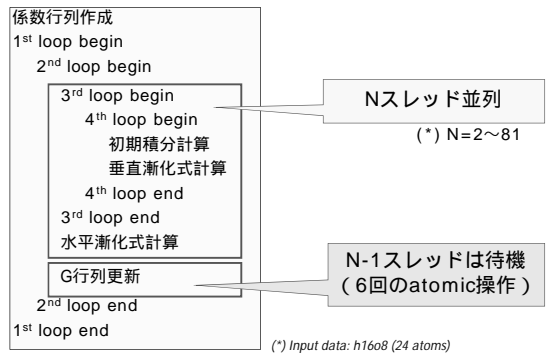 係数行列作成
1st loop begin
2nd loop begin
3rd loop begin
4th loop begin
初期積分計算
垂直漸化式計算
4th loop end
3rd loop end
水平漸化式計算
G行列更新
2nd loop end
1st loop end
Nスレッド並列
(*) N=2～81
N-1スレッドは待機
（6回のatomic操作）
(*) Input data: h16o8 (24 atoms)